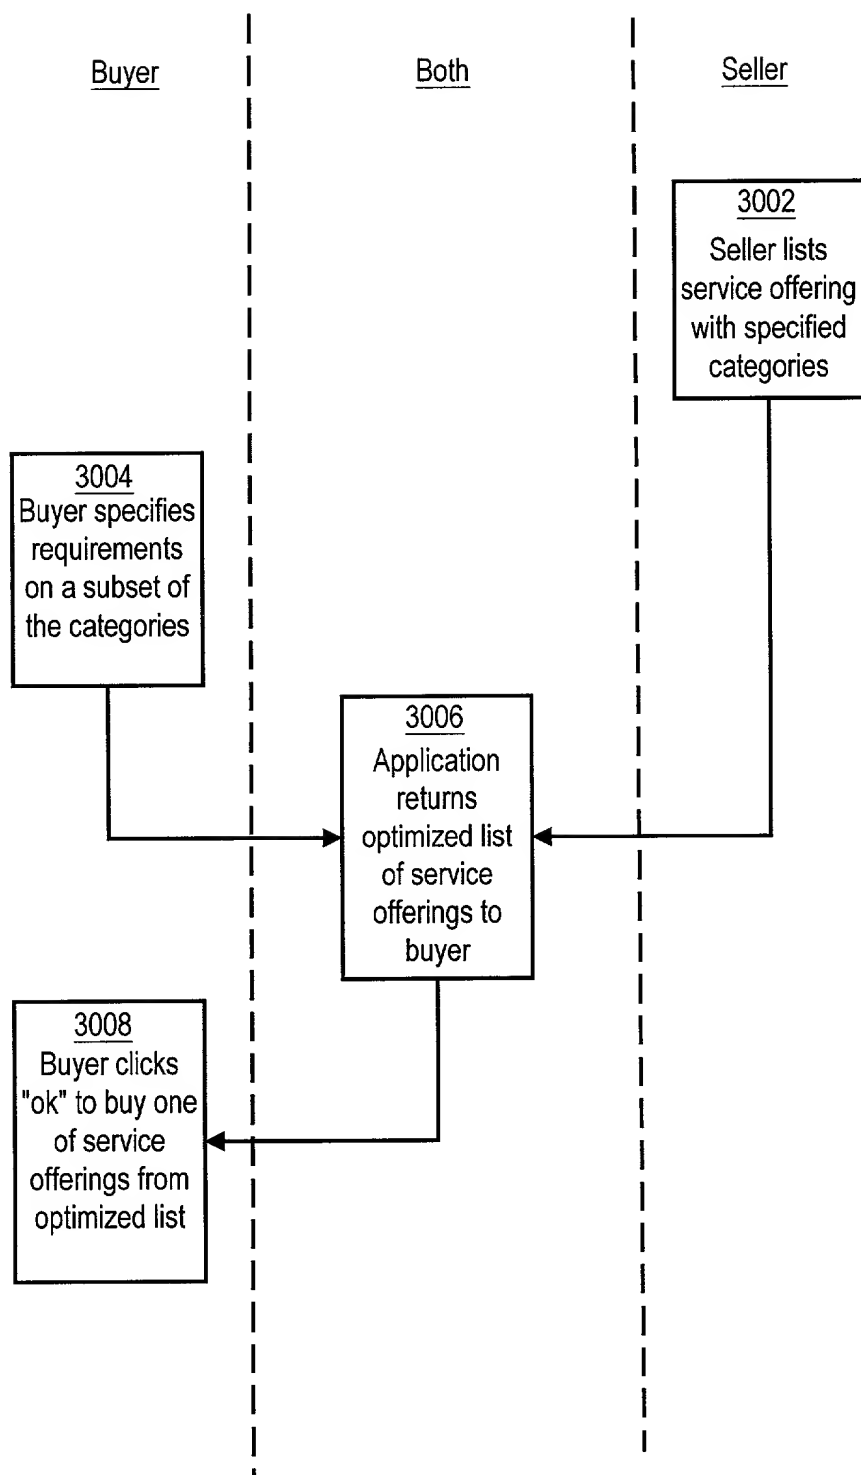 Buyer
Both
Seller
3002
Seller lists
service offering
with specified
categories
3004
Buyer specifies
requirements
on a subset of
the categories
3006
Application
returns
optimized list
of service
offerings to
buyer
3008
Buyer clicks
"ok" to buy one
of service
offerings from
optimized list